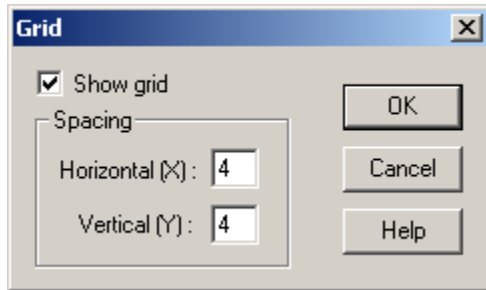 Grid
Show grid
Spacing
Horizontal (X) : 4
Vertical (Y) : 4
OK
Cancel
Help